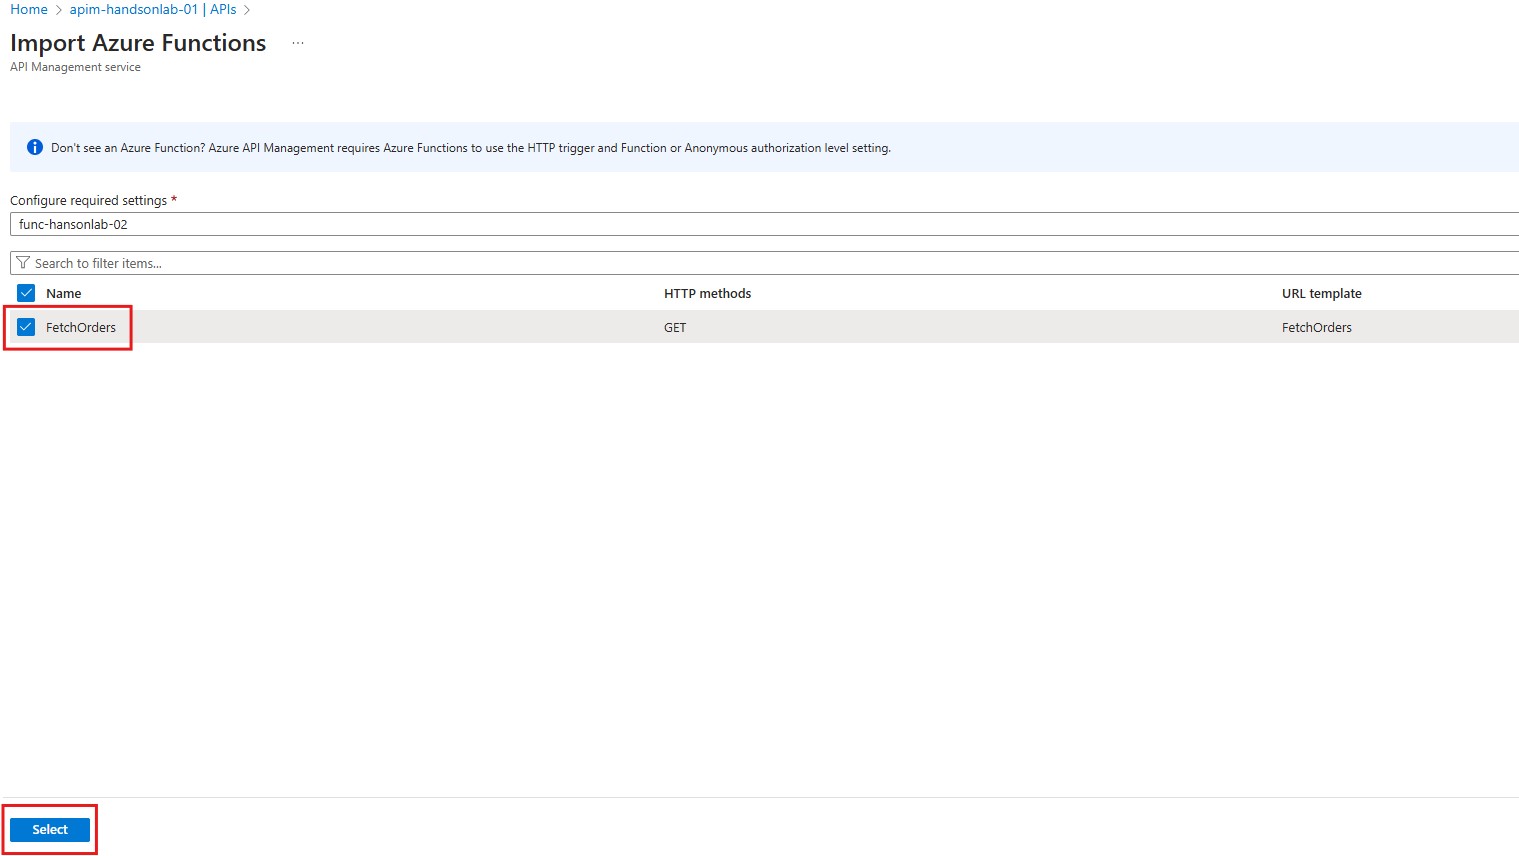 Home > apim-handsonlab-01 | APIs >
Import Azure Functions ...
API Management service
Don't see an Azure Function? Azure API Management requires Azure Functions to use the HTTP trigger and Function or Anonymous authorization level setting.
Configure required settings *
func-hansonlab-02
Search to filter items...
Name HTTP methods URL template
FetchOrders GET FetchOrders
Select